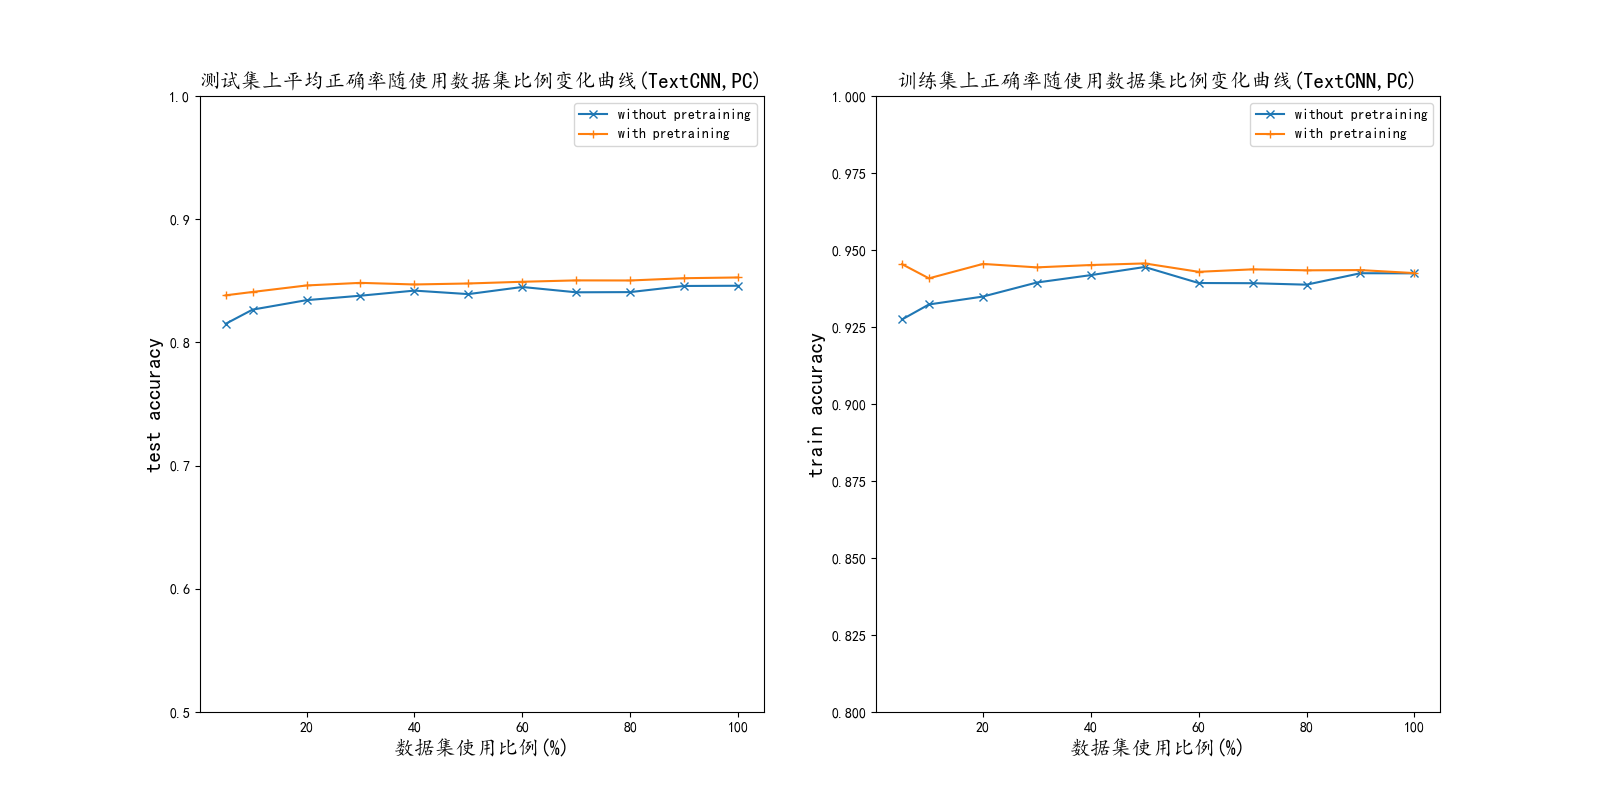 测试集上平均正确率随使用数据集比例变化曲线(TextCNN,PC)
without pretraining
with pretraining
1.0
0.9
0.8
0.7
0.6
0.5
test accuracy
20
40
60
80
100
数据集使用比例(%)
训练集上正确率随使用数据集比例变化曲线(TextCNN,PC)
without pretraining
with pretraining
1.000
0.975
0.950
0.925
0.900
0.875
0.850
0.825
0.800
train accuracy
20
40
60
80
100
数据集使用比例(%)